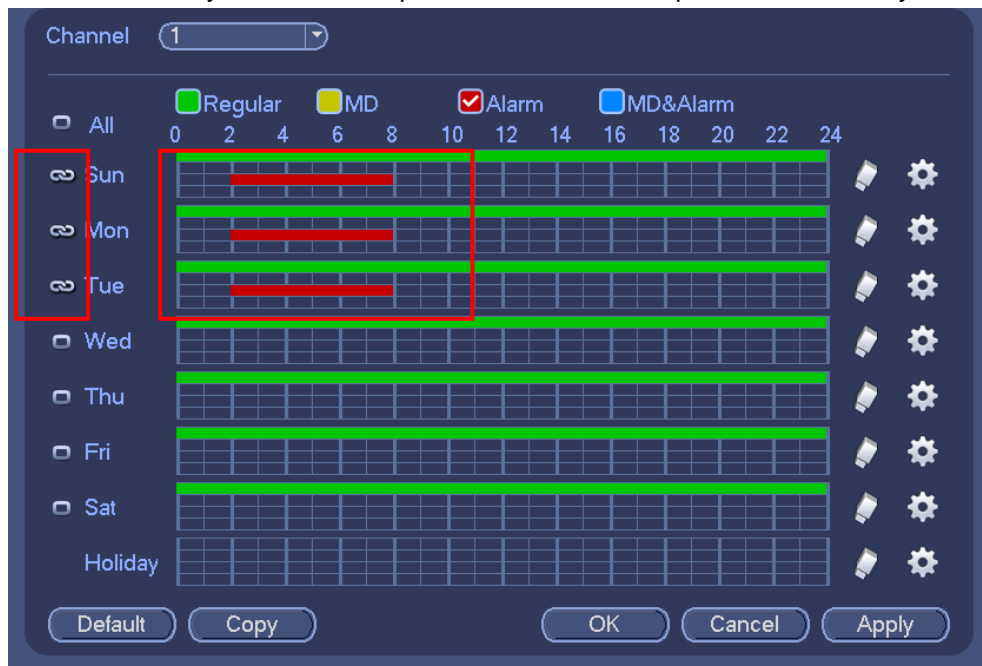 Channel 1
Regular MD Alarm MD&Alarm
All 0 2 4 6 8 10 12 14 16 18 20 22 24
Sun
Mon
Tue
Wed
Thu
Fri
Sat
Holiday
Default Copy OK Cancel Apply